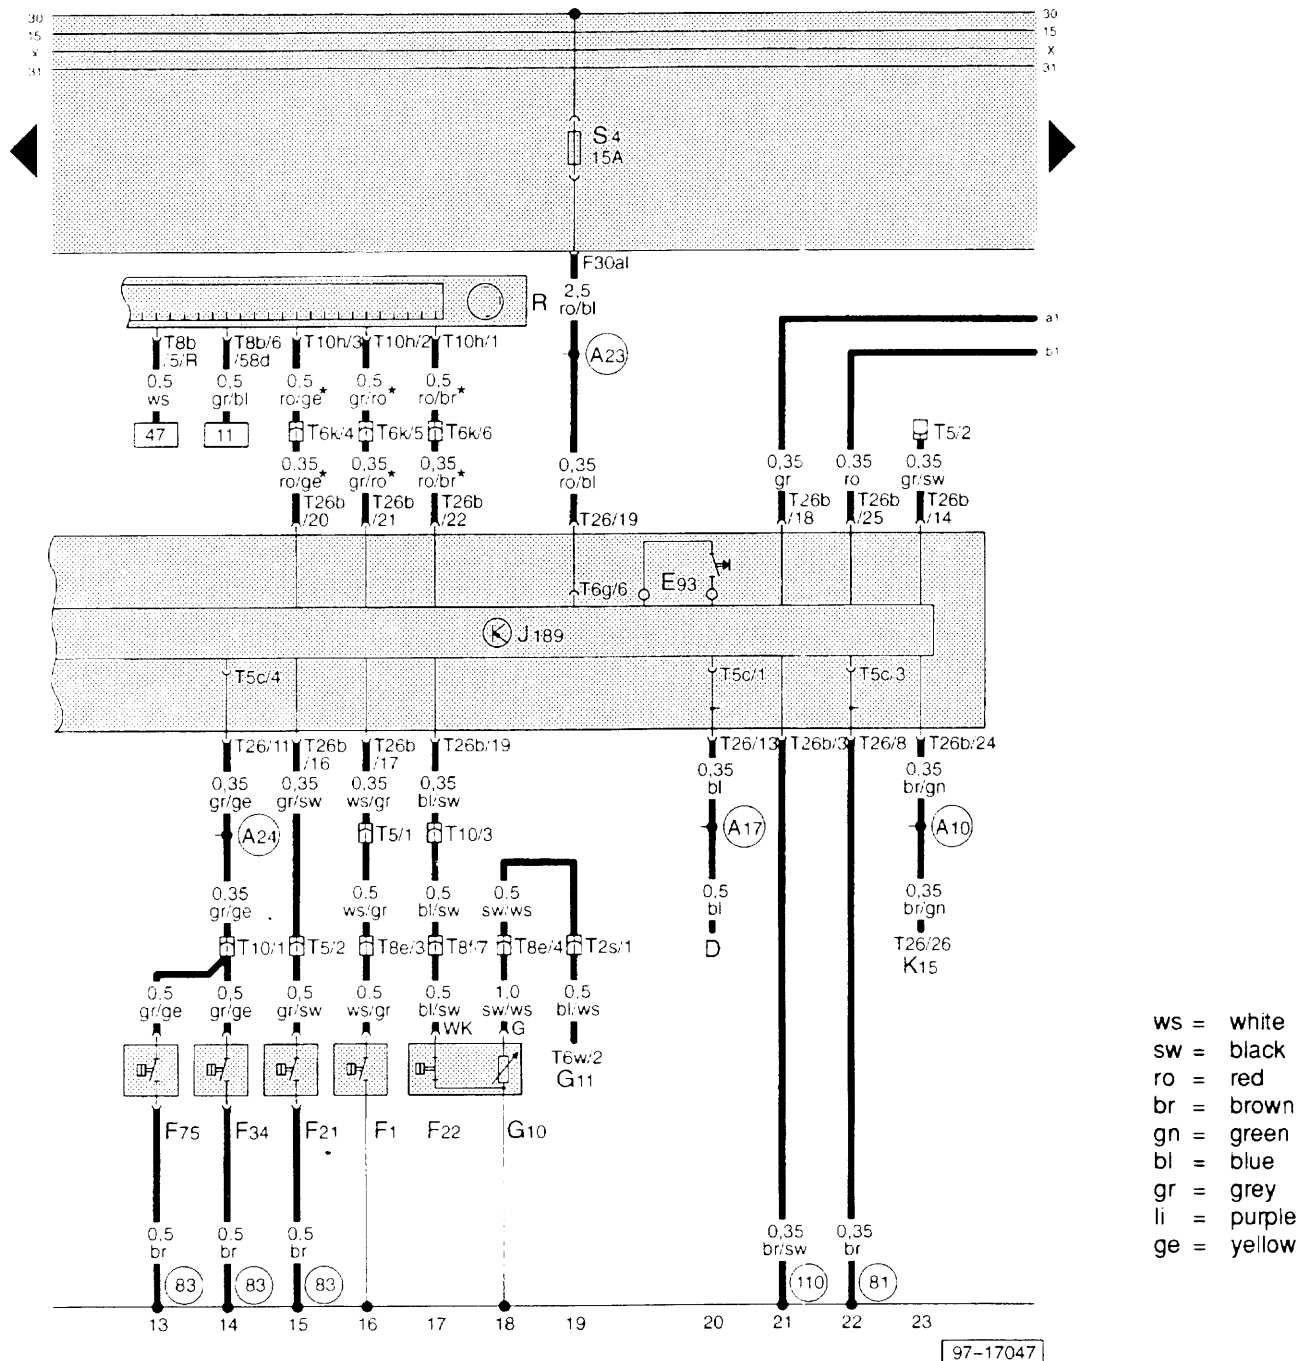 30 30
15 15
X X
31 31
S4
15A
F30al
R
2,5
ro/bl
a1
b1
T8b T8b/6 T10h/3 T10h/2 T10h/1
/5/R /58d
A23
0.5 0,5 0,5 0,5 0,5
ws gr/bl ro/ge* gr/ro* ro/br*
47 11 T6k/4 T6k/5 T6k/6 T5/2
0.35 0,35 0,35 0,35 0,35 0.35 0,35
ro/ge* gr/ro* ro/br* ro/bl gr ro gr/sw
T26b T26b T26b T26b T26b T26b
/20 /21 /22 T26/19 /18 /25 /14
T6g/6 E93
J189
T5c/4 T5c/1 T5c/3
T26/11 T26b T26b T26b/19 T26/13 T26b/3 T26/8 T26b/24
/16 /17
0,35 0,35 0,35 0,35 0,35 0,35
gr/ge gr/sw ws/gr bl/sw bl br/gn
A24 T5/1 T10/3 A17 A10
0,35 0.5 0,5 0.5 0.5 0,35
gr/ge ws/gr bl/sw sw/ws bl br/gn
T10/1 T5/2 T8e/3 T8f/7 T8e/4 T2s/1 D T26/26
K15
0.5 0,5 0,5 0.5 0.5 1,0 0,5
gr/ge gr/ge gr/sw ws/gr bl/sw sw/ws bl/ws
WK G
T6w/2
G11
F75 F34 F21 F1 F22 G10
0.5 0.5 0.5 0,35 0,35
br br br br/sw br
83 83 83 110 81
13 14 15 16 17 18 19 20 21 22 23
97-17047
ws = white
sw = black
ro = red
br = brown
gn = green
bl = blue
gr = grey
li = purple
ge = yellow